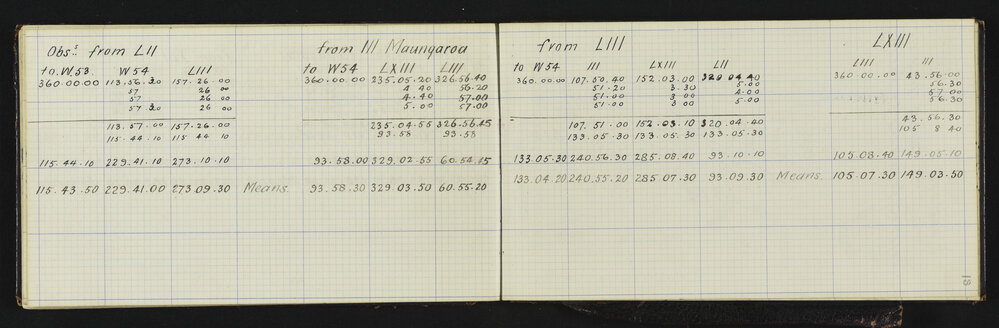 Obsⁿˢ from LII
to W.53. W54 LIII
360.00.00 113.56.20 157.26.00
57 26 00
57 26 00
57 20 26 00
113.57.00 157.26.00
115.44.10 115 44 10
115.44.10 229.41.10 273.10.10
115.43.50 229.41.00 273.09.30 Means
from III Maungaroa
to W54 LXIII LIII
360.00.00 235.05.20 326.56.40
4 40 56.20
4.40 57.00
5.00 57.00
235.04.55 326.56.45
93.58 93.58
93.58.00 329.02.55 60.54.45
93.58.30 329.03.50 60.55.20
from LIII
to W54 III LXIII LII
360.00.00 107.50.40 152.03.00 320 04 40
51.20 3.30 5.00
51.00 3 00 4.00
51.00 3 00 5.00
107.51.00 152.03.10 320.04.40
133.05.30 133.05.30 133.05.30
133.05.30 240.56.30 285.08.40 93.10.10
133.04.20 240.55.20 285.07.30 93.09.30 Means
LXIII
LIII III
360.00.00 43.56.00
56.30
57.00
56.30
43.56.30
105 8 40
105.08.40 149.05.10
105.07.30 149.03.50
13